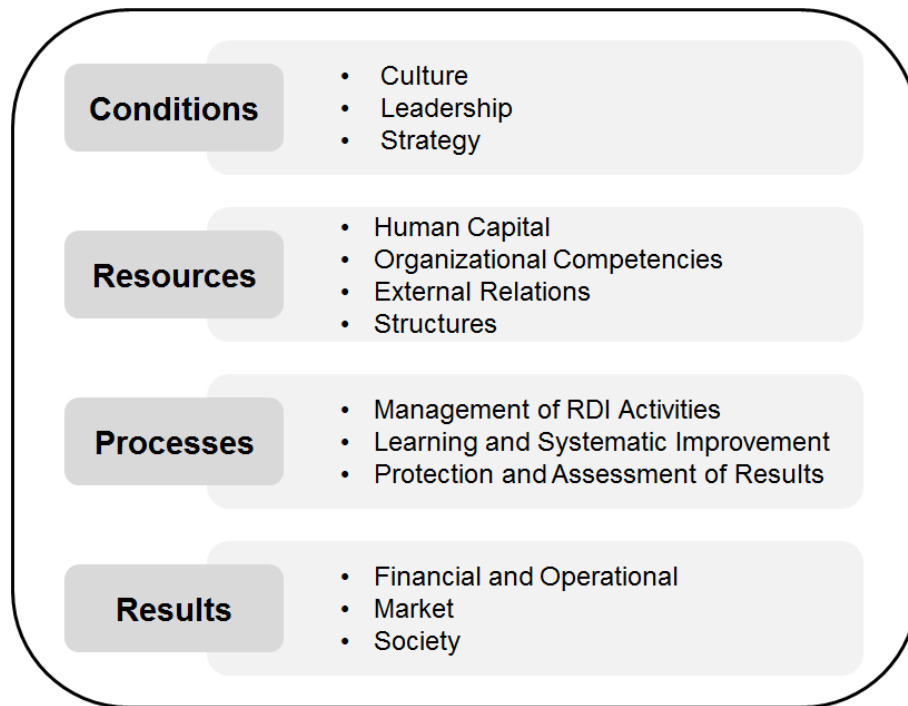 Conditions
• Culture
• Leadership
• Strategy
Resources
• Human Capital
• Organizational Competencies
• External Relations
• Structures
Processes
• Management of RDI Activities
• Learning and Systematic Improvement
• Protection and Assessment of Results
Results
• Financial and Operational
• Market
• Society